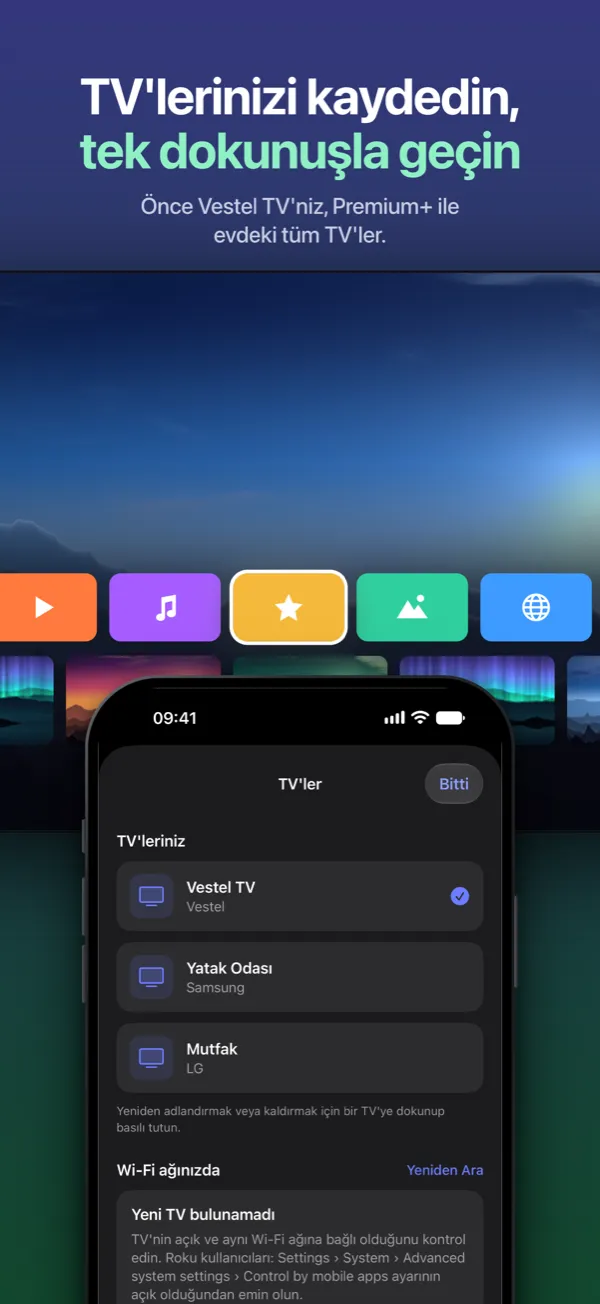 TV'lerinizi kaydedin,
tek dokunuşla geçin
Önce Vestel TV'niz, Premium+ ile
evdeki tüm TV'ler.
09:41
TV'ler
Bitti
TV'leriniz
Vestel TV
Vestel
Yatak Odası
Samsung
Mutfak
LG
Yeniden adlandırmak veya kaldırmak için bir TV'ye dokunup
basılı tutun.
Wi-Fi ağınızda
Yeniden Ara
Yeni TV bulunamadı
TV'nin açık ve aynı Wi-Fi ağına bağlı olduğunu kontrol
edin. Roku kullanıcıları: Settings › System › Advanced
system settings › Control by mobile apps ayarının
açık olduğundan emin olun.